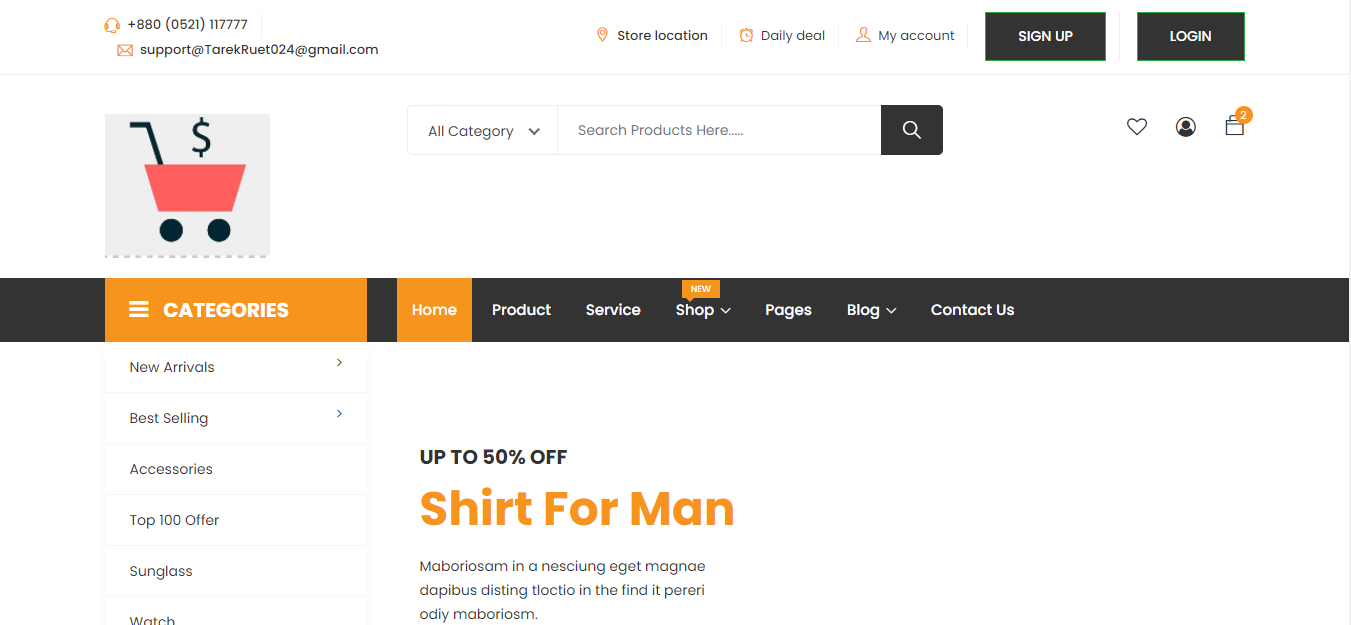 +880 (0521) 117777
support@TarekRuet024@gmail.com
Store location
Daily deal
My account
SIGN UP
LOGIN
$
All Category
Search Products Here.....
2
CATEGORIES
Home
Product
Service
NEW
Shop
Pages
Blog
Contact Us
New Arrivals
Best Selling
Accessories
Top 100 Offer
Sunglass
Watch
UP TO 50% OFF
Shirt For Man
Maboriosam in a nesciung eget magnae
dapibus disting tloctio in the find it pereri
odiy maboriosm.